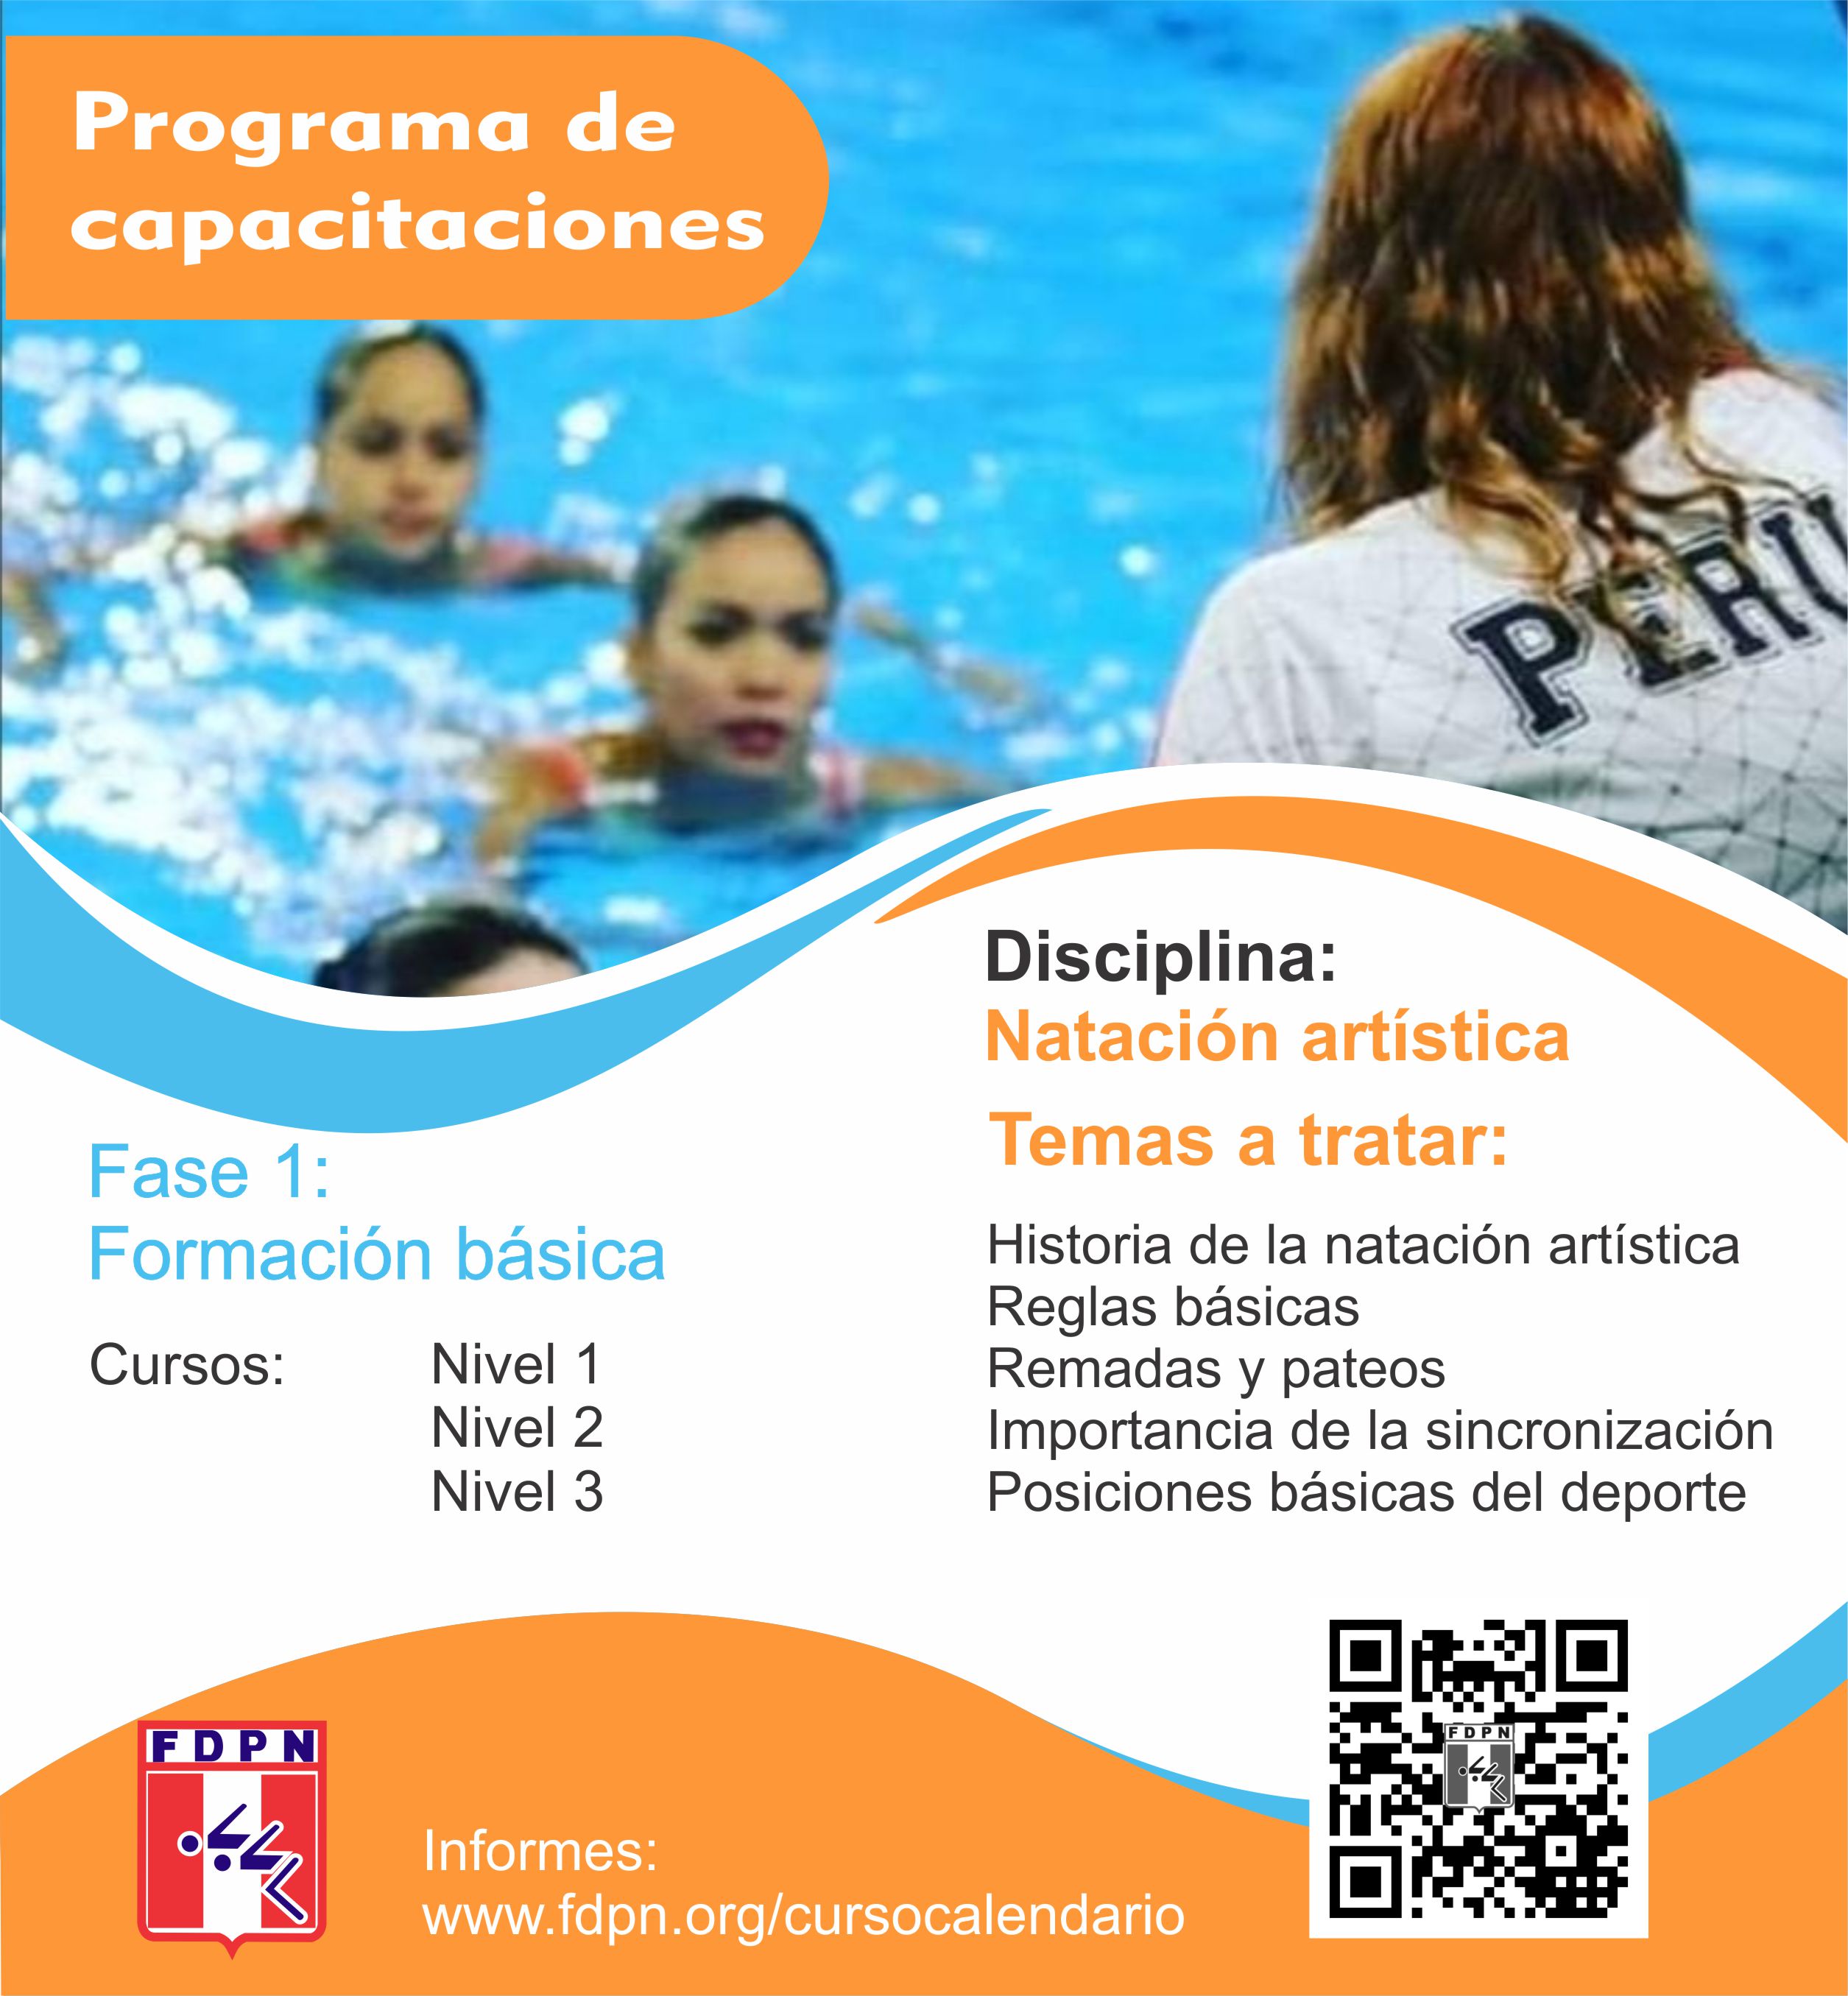 Programa de
capacitaciones
PERU
Disciplina:
Natación artística
Temas a tratar:
Historia de la natación artística
Reglas básicas
Remadas y pateos
Importancia de la sincronización
Posiciones básicas del deporte
Fase 1:
Formación básica
Cursos:
Nivel 1
Nivel 2
Nivel 3
FDPN
Informes:
www.fdpn.org/cursocalendario
FDPN